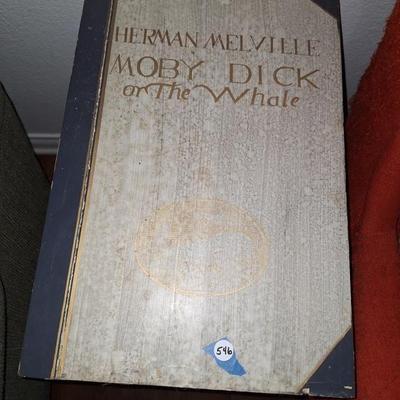 HERMAN MELVILLE
MOBY DICK
or The Whale
546